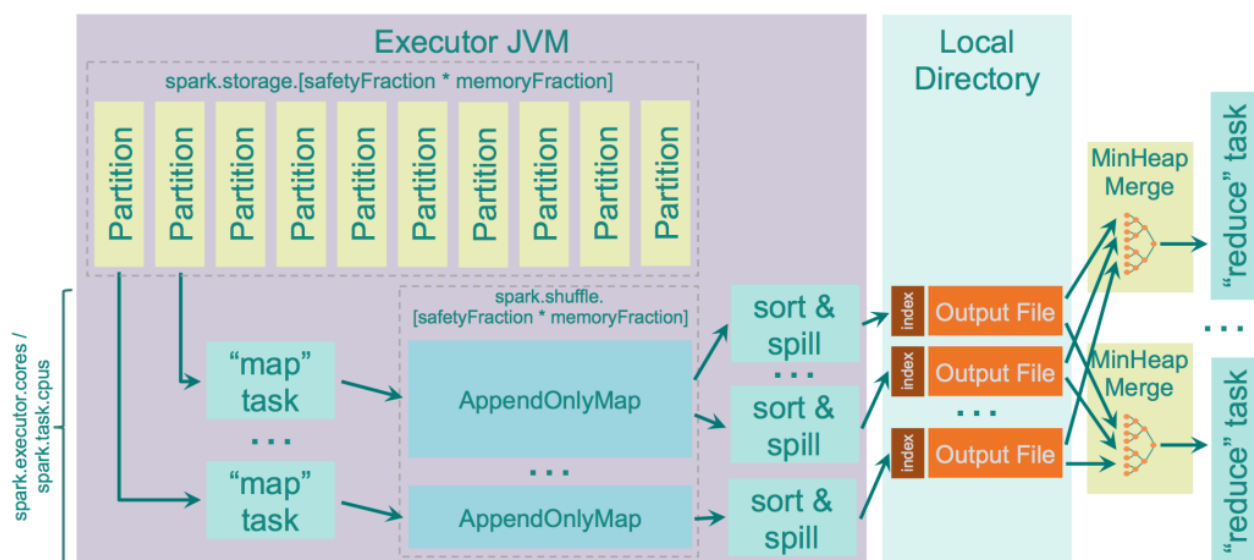 Executor JVM
Local
Directory
spark.storage.[safetyFraction * memoryFraction]
Partition
Partition
Partition
Partition
Partition
Partition
Partition
Partition
Partition
Partition
MinHeap
Merge
"reduce" task
spark.executor.cores /
spark.task.cpus
spark.shuffle.
[safetyFraction * memoryFraction]
"map"
task
...
"map"
task
AppendOnlyMap
...
AppendOnlyMap
sort &
spill
...
sort &
spill
sort &
spill
index
Output File
index
Output File
...
index
Output File
...
MinHeap
Merge
"reduce" task